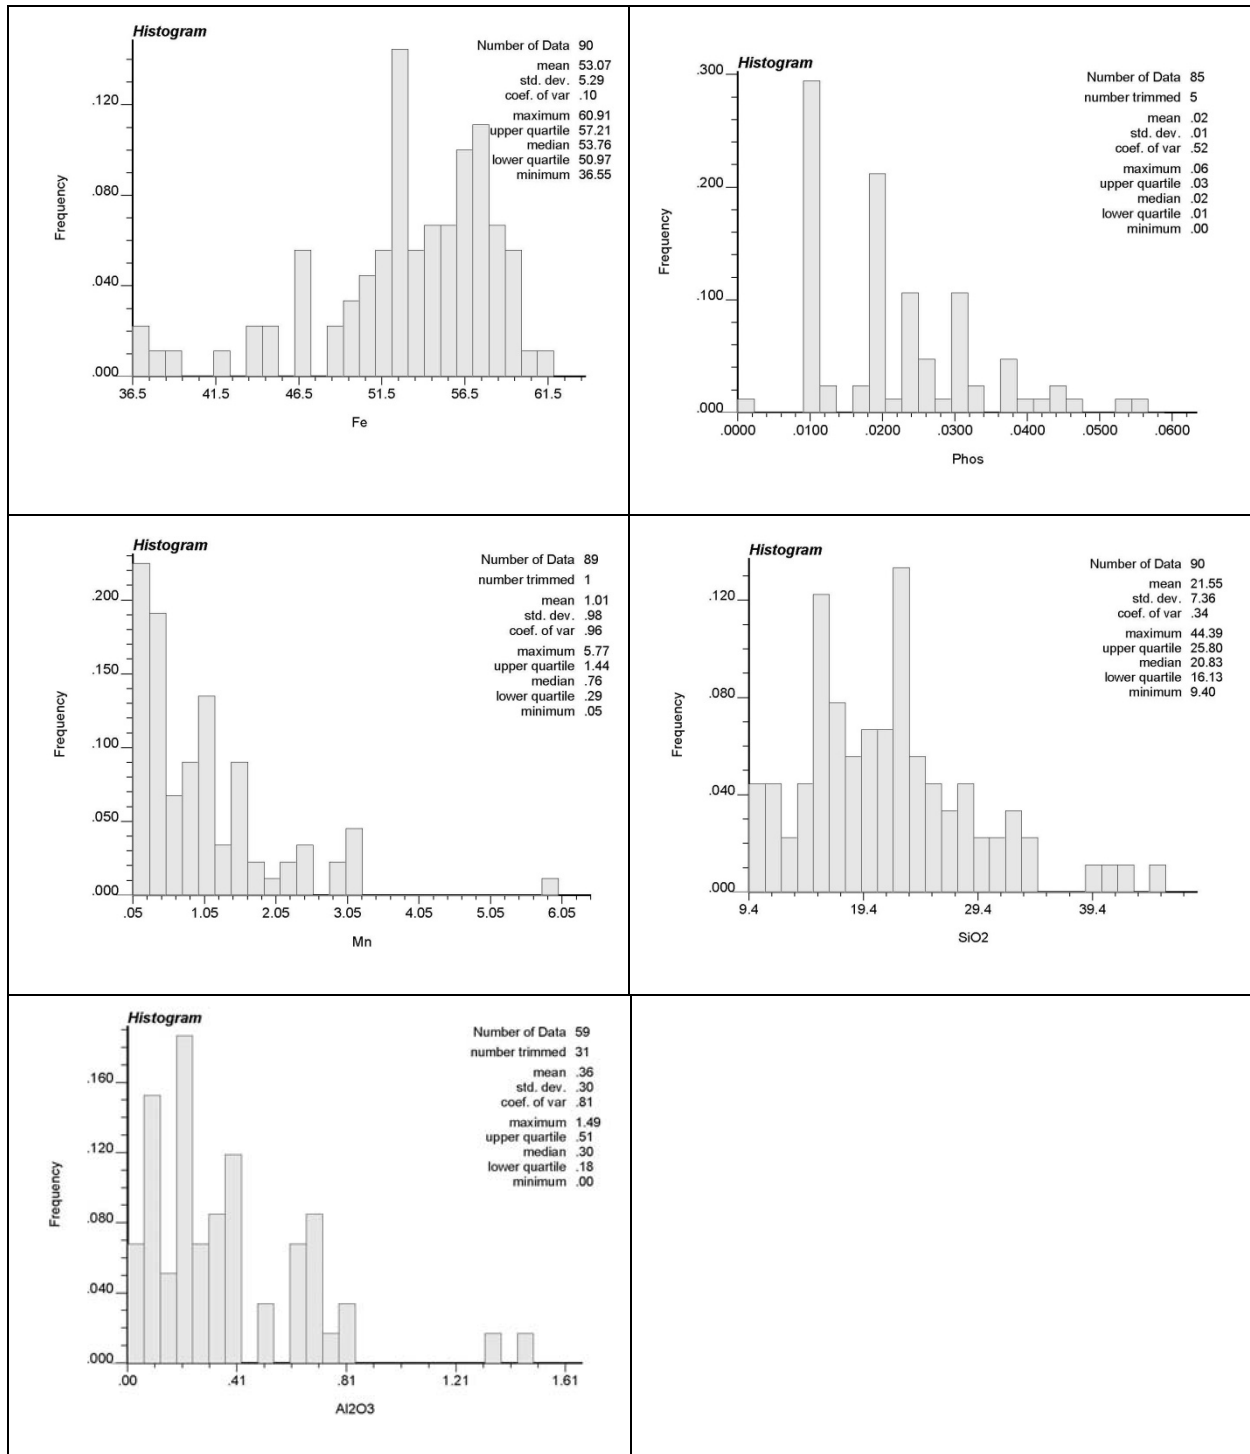 Histogram
Number of Data 90
mean 53.07
std. dev. 5.29
coef. of var .10
maximum 60.91
upper quartile 57.21
median 53.76
lower quartile 50.97
minimum 36.55
Frequency
.120
.080
.040
.000
36.5 41.5 46.5 51.5 56.5 61.5
Fe
Histogram
Number of Data 85
number trimmed 5
mean .02
std. dev. .01
coef. of var .52
maximum .06
upper quartile .03
median .02
lower quartile .01
minimum .00
Frequency
.300
.200
.100
.000
.0000 .0100 .0200 .0300 .0400 .0500 .0600
Phos
Histogram
Number of Data 89
number trimmed 1
mean 1.01
std. dev. .98
coef. of var .96
maximum 5.77
upper quartile 1.44
median .76
lower quartile .29
minimum .05
Frequency
.200
.150
.100
.050
.000
.05 1.05 2.05 3.05 4.05 5.05 6.05
Mn
Histogram
Number of Data 90
mean 21.55
std. dev. 7.36
coef. of var .34
maximum 44.39
upper quartile 25.80
median 20.83
lower quartile 16.13
minimum 9.40
Frequency
.120
.080
.040
.000
9.4 19.4 29.4 39.4
SiO2
Histogram
Number of Data 59
number trimmed 31
mean .36
std. dev. .30
coef. of var .81
maximum 1.49
upper quartile .51
median .30
lower quartile .18
minimum .00
Frequency
.160
.120
.080
.040
.000
.00 .41 .81 1.21 1.61
Al2O3